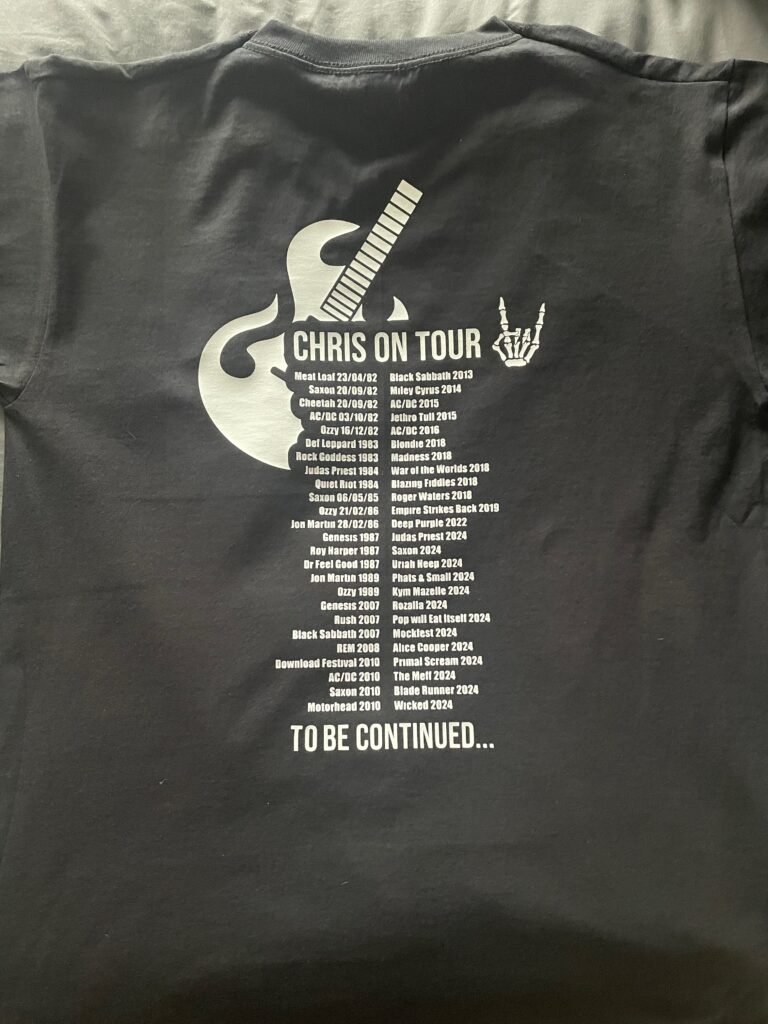 CHRIS ON TOUR
Meat Loaf 23/04/82
Saxon 20/09/82
Cheetah 20/09/82
AC/DC 03/10/82
Ozzy 16/12/82
Def Leppard 1983
Rock Goddess 1983
Judas Priest 1984
Quiet Riot 1984
Saxon 06/05/85
Ozzy 21/02/86
Jon Martin 28/02/86
Genesis 1987
Roy Harper 1987
Dr Feel Good 1987
Jon Martin 1989
Ozzy 1989
Genesis 2007
Rush 2007
Black Sabbath 2007
REM 2008
Download Festival 2010
AC/DC 2010
Saxon 2010
Motorhead 2010
Black Sabbath 2013
Miley Cyrus 2014
AC/DC 2015
Jethro Tull 2015
AC/DC 2016
Blondie 2018
Madness 2018
War of the Worlds 2018
Blazing Fiddles 2018
Roger Waters 2018
Empire Strikes Back 2019
Deep Purple 2022
Judas Priest 2024
Saxon 2024
Uriah Heep 2024
Phats & Small 2024
Kym Mazelle 2024
Rozalla 2024
Pop will Eat Itself 2024
Mockfest 2024
Alice Cooper 2024
Primal Scream 2024
The Meff 2024
Blade Runner 2024
Wicked 2024
TO BE CONTINUED...